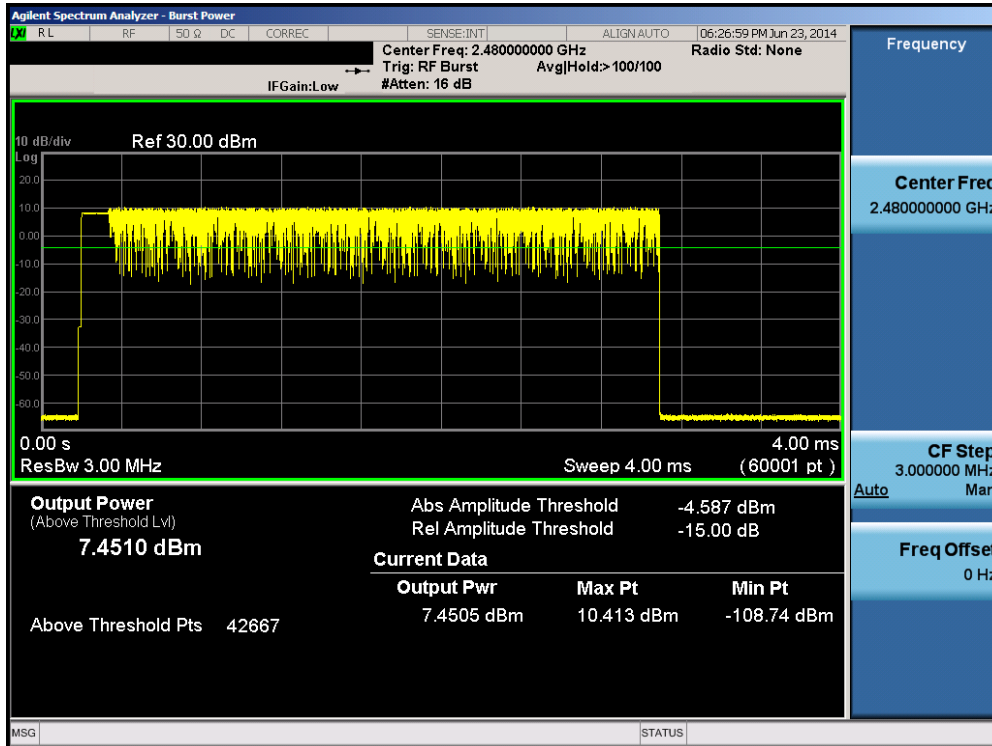 Agilent Spectrum Analyzer - Burst Power
LXI RL RF 50 Ω DC CORREC SENSE:INT ALIGN AUTO 06:26:59 PM Jun 23, 2014
Center Freq: 2.480000000 GHz Radio Std: None
Trig: RF Burst Avg|Hold:>100/100
IFGain:Low #Atten: 16 dB
Frequency
10 dB/div Ref 30.00 dBm
Log
20.0
10.0
0.00
-10.0
-20.0
-30.0
-40.0
-50.0
-60.0
0.00 s 4.00 ms
ResBw 3.00 MHz Sweep 4.00 ms (60001 pt)
Center Freq
2.480000000 GHz
CF Step
3.000000 MHz
Auto Man
Freq Offset
0 Hz
Output Power
(Above Threshold Lvl)
7.4510 dBm
Above Threshold Pts 42667
Abs Amplitude Threshold -4.587 dBm
Rel Amplitude Threshold -15.00 dB
Current Data
Output Pwr Max Pt Min Pt
7.4505 dBm 10.413 dBm -108.74 dBm
MSG STATUS